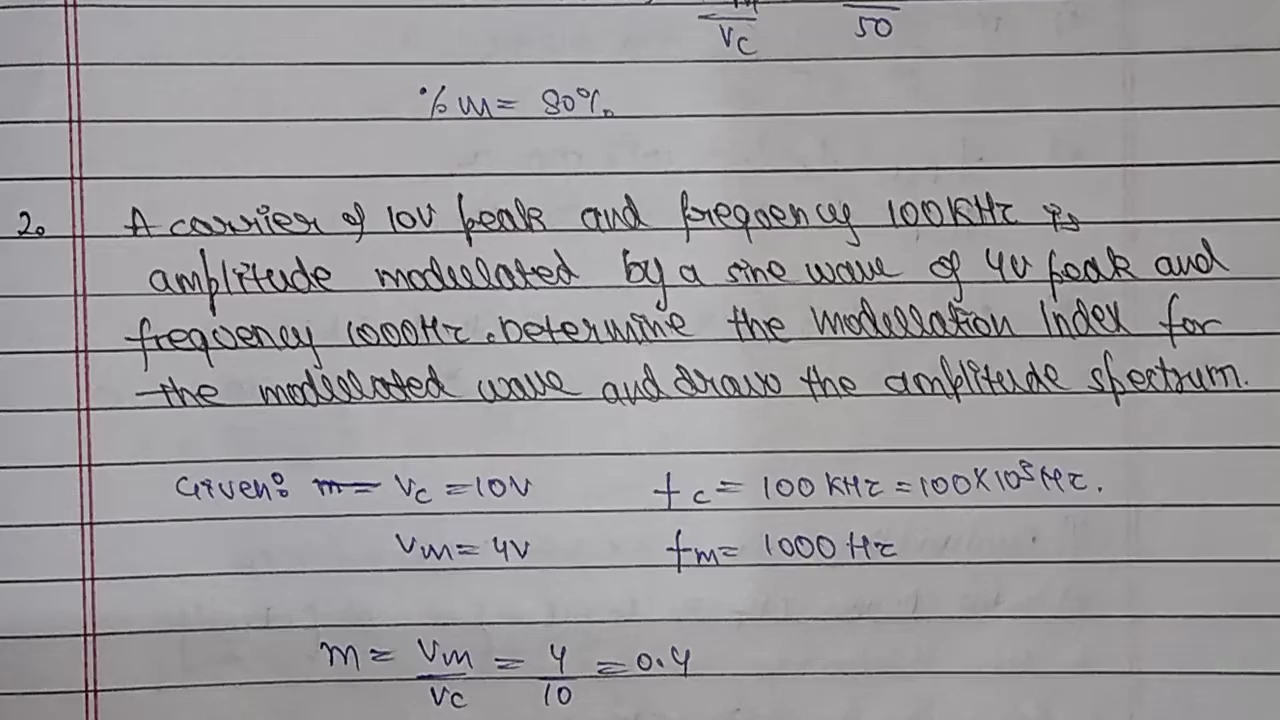 Vc 50
% m = 80%
2. A carrier of 10V peak and frequency 100KHz is
amplitude modulated by a sine wave of 4V peak and
frequency 1000Hz. Determine the modulation Index for
the modulated wave and draw the amplitude spectrum.
Given: m= Vc = 10V fc = 100 KHz = 100X10³ Hz.
Vm = 4V fm = 1000 Hz
m = Vm = 4 = 0.4
Vc 10